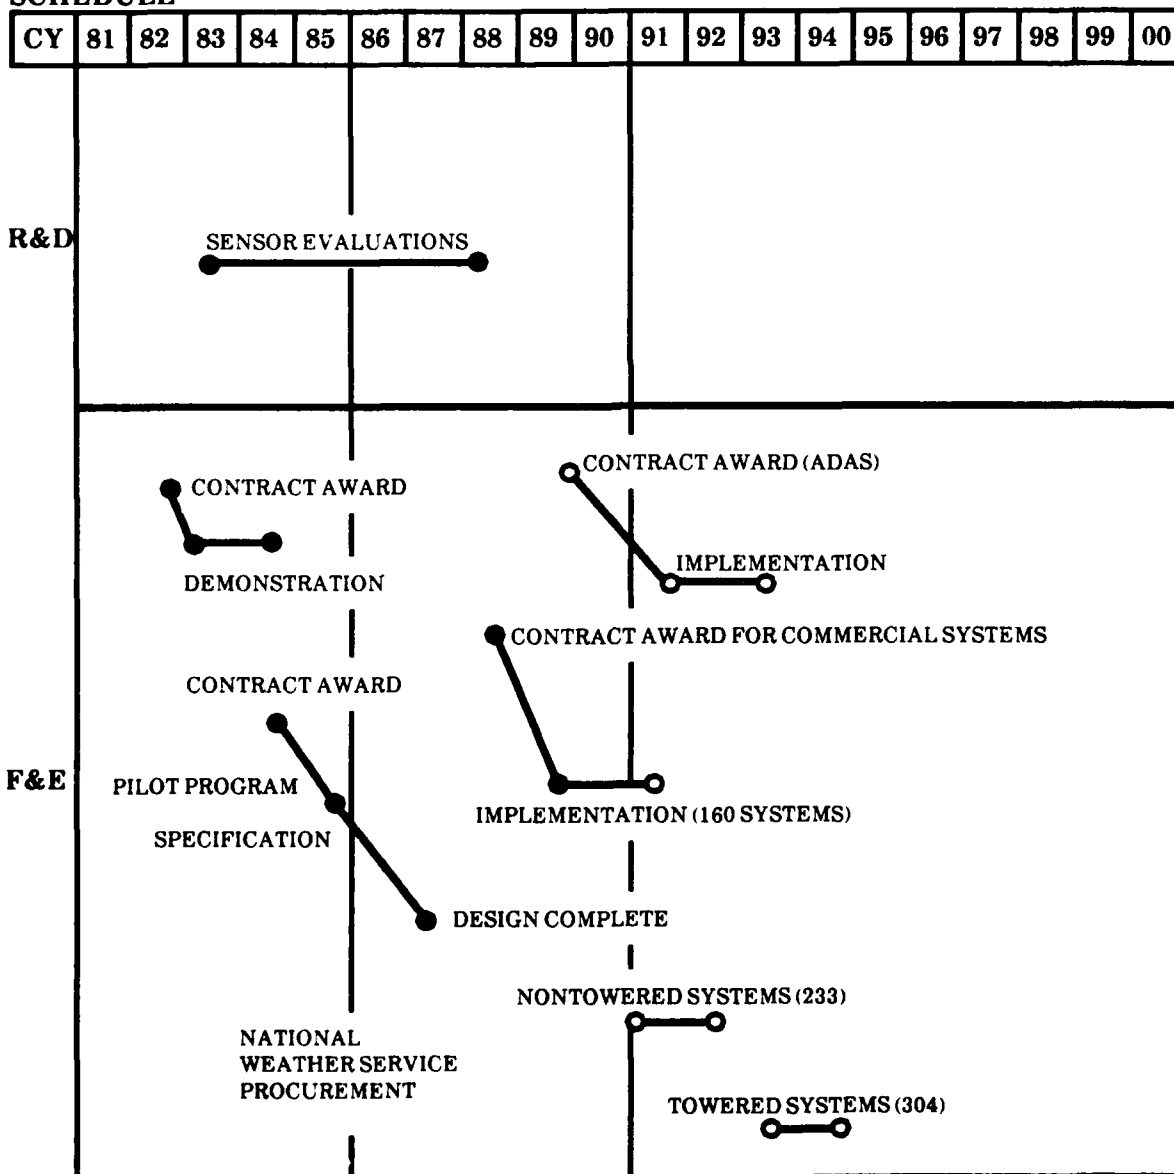 SCHEDULE
CY 81 82 83 84 85 86 87 88 89 90 91 92 93 94 95 96 97 98 99 00
R&D
SENSOR EVALUATIONS
CONTRACT AWARD (ADAS)
CONTRACT AWARD
IMPLEMENTATION
DEMONSTRATION
CONTRACT AWARD FOR COMMERCIAL SYSTEMS
CONTRACT AWARD
F&E
PILOT PROGRAM
IMPLEMENTATION (160 SYSTEMS)
SPECIFICATION
DESIGN COMPLETE
NONTOWERED SYSTEMS (233)
NATIONAL
WEATHER SERVICE
PROCUREMENT
TOWERED SYSTEMS (304)